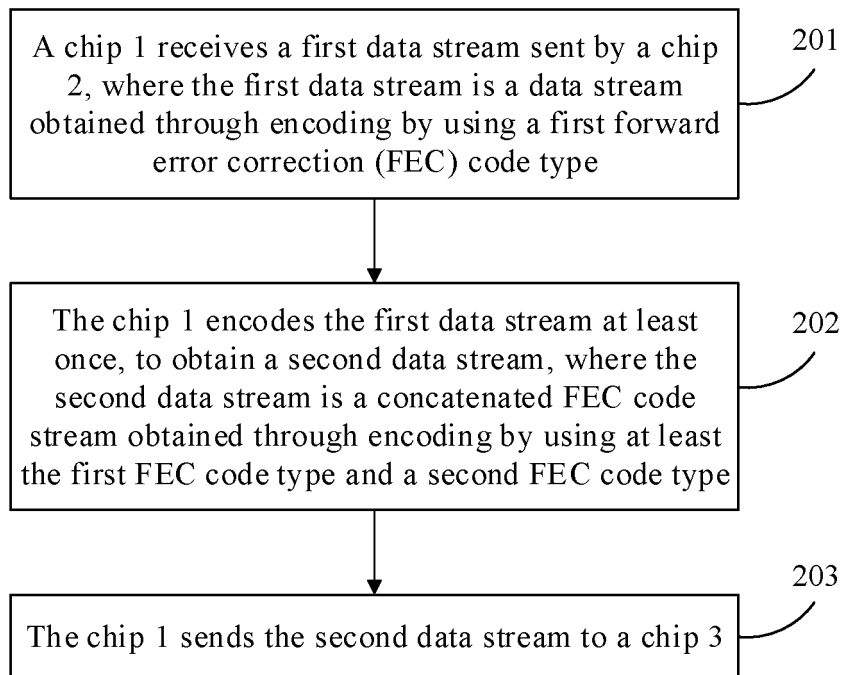 A chip 1 receives a first data stream sent by a chip
2, where the first data stream is a data stream
obtained through encoding by using a first forward
error correction (FEC) code type
201
The chip 1 encodes the first data stream at least
once, to obtain a second data stream, where the
second data stream is a concatenated FEC code
stream obtained through encoding by using at least
the first FEC code type and a second FEC code type
202
The chip 1 sends the second data stream to a chip 3
203